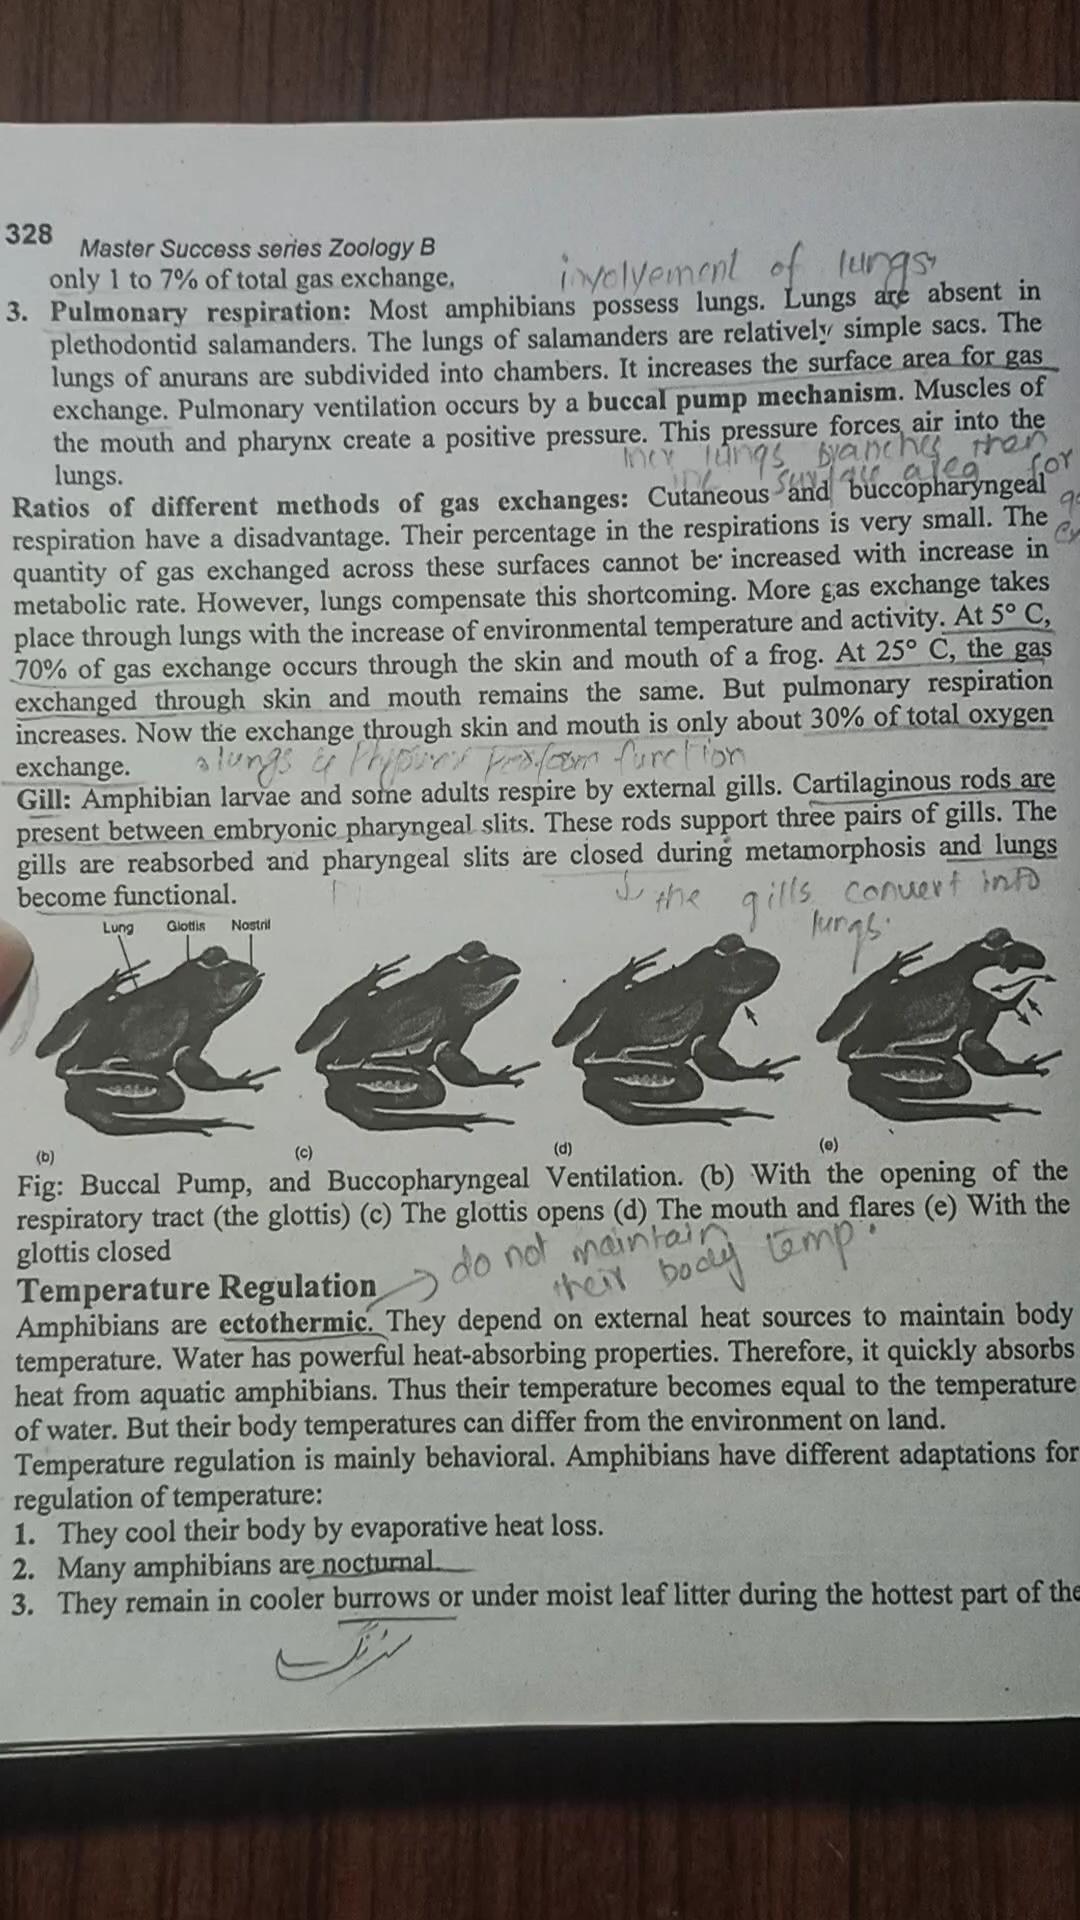 328
Master Success series Zoology B
only 1 to 7% of total gas exchange.
involvement of lungs
3. Pulmonary respiration: Most amphibians possess lungs. Lungs are absent in
plethodontid salamanders. The lungs of salamanders are relatively simple sacs. The
lungs of anurans are subdivided into chambers. It increases the surface area for gas
exchange. Pulmonary ventilation occurs by a buccal pump mechanism. Muscles of
the mouth and pharynx create a positive pressure. This pressure forces air into the
lungs.
lungs branches then
surface area for
Ratios of different methods of gas exchanges: Cutaneous and buccopharyngeal
respiration have a disadvantage. Their percentage in the respirations is very small. The
quantity of gas exchanged across these surfaces cannot be increased with increase in
metabolic rate. However, lungs compensate this shortcoming. More gas exchange takes
place through lungs with the increase of environmental temperature and activity. At 5° C,
70% of gas exchange occurs through the skin and mouth of a frog. At 25° C, the gas
exchanged through skin and mouth remains the same. But pulmonary respiration
increases. Now the exchange through skin and mouth is only about 30% of total oxygen
exchange.
lungs function
Gill: Amphibian larvae and some adults respire by external gills. Cartilaginous rods are
present between embryonic pharyngeal slits. These rods support three pairs of gills. The
gills are reabsorbed and pharyngeal slits are closed during metamorphosis and lungs
become functional.
the gills convert into
lungs.
Lung Glottis Nostril
(b) (c) (d) (e)
Fig: Buccal Pump, and Buccopharyngeal Ventilation. (b) With the opening of the
respiratory tract (the glottis) (c) The glottis opens (d) The mouth and flares (e) With the
glottis closed
do not maintain
their body temp.
Temperature Regulation
Amphibians are ectothermic. They depend on external heat sources to maintain body
temperature. Water has powerful heat-absorbing properties. Therefore, it quickly absorbs
heat from aquatic amphibians. Thus their temperature becomes equal to the temperature
of water. But their body temperatures can differ from the environment on land.
Temperature regulation is mainly behavioral. Amphibians have different adaptations for
regulation of temperature:
1. They cool their body by evaporative heat loss.
2. Many amphibians are nocturnal.
3. They remain in cooler burrows or under moist leaf litter during the hottest part of the